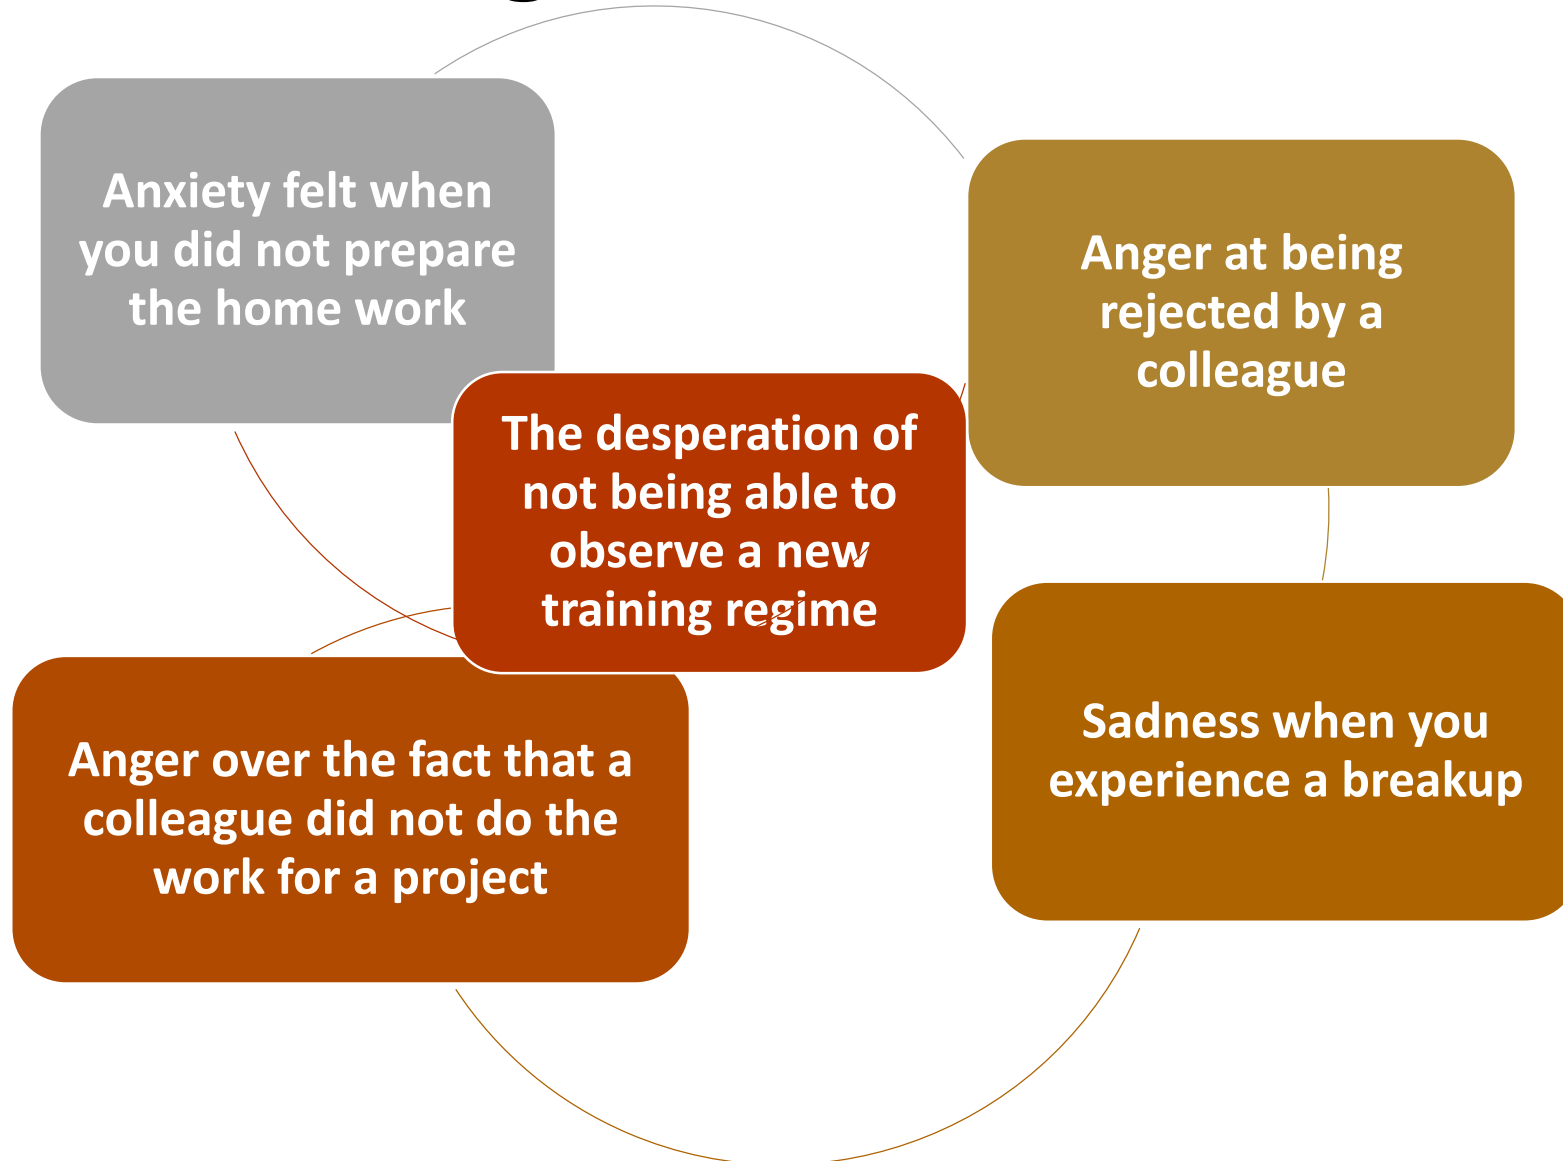 Anxiety felt when
you did not prepare
the home work
Anger at being
rejected by a
colleague
The desperation of
not being able to
observe a new
training regime
Sadness when you
experience a breakup
Anger over the fact that a
colleague did not do the
work for a project